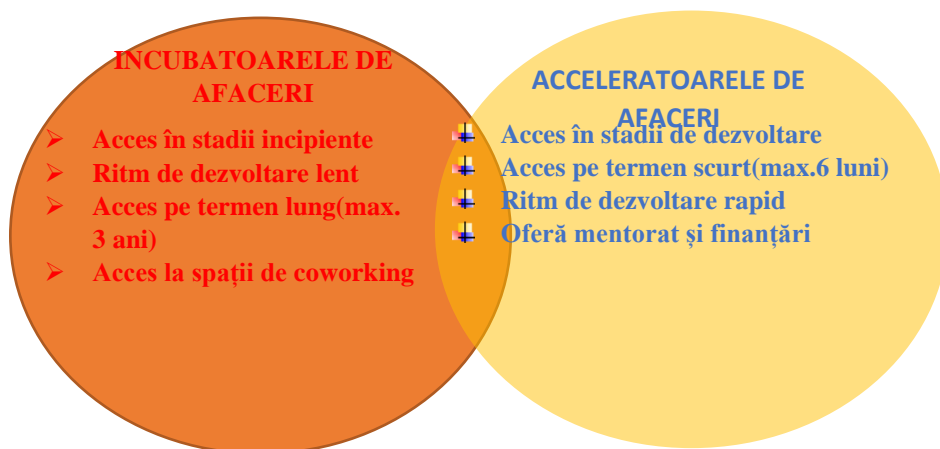 INCUBATOARELE DE
AFACERI
Acces în stadii incipiente
Ritm de dezvoltare lent
Acces pe termen lung(max.
3 ani)
Acces la spații de coworking
ACCELERATOARELE DE
AFACERI
Acces în stadii de dezvoltare
Acces pe termen scurt(max.6 luni)
Ritm de dezvoltare rapid
Oferă mentorat și finanțări